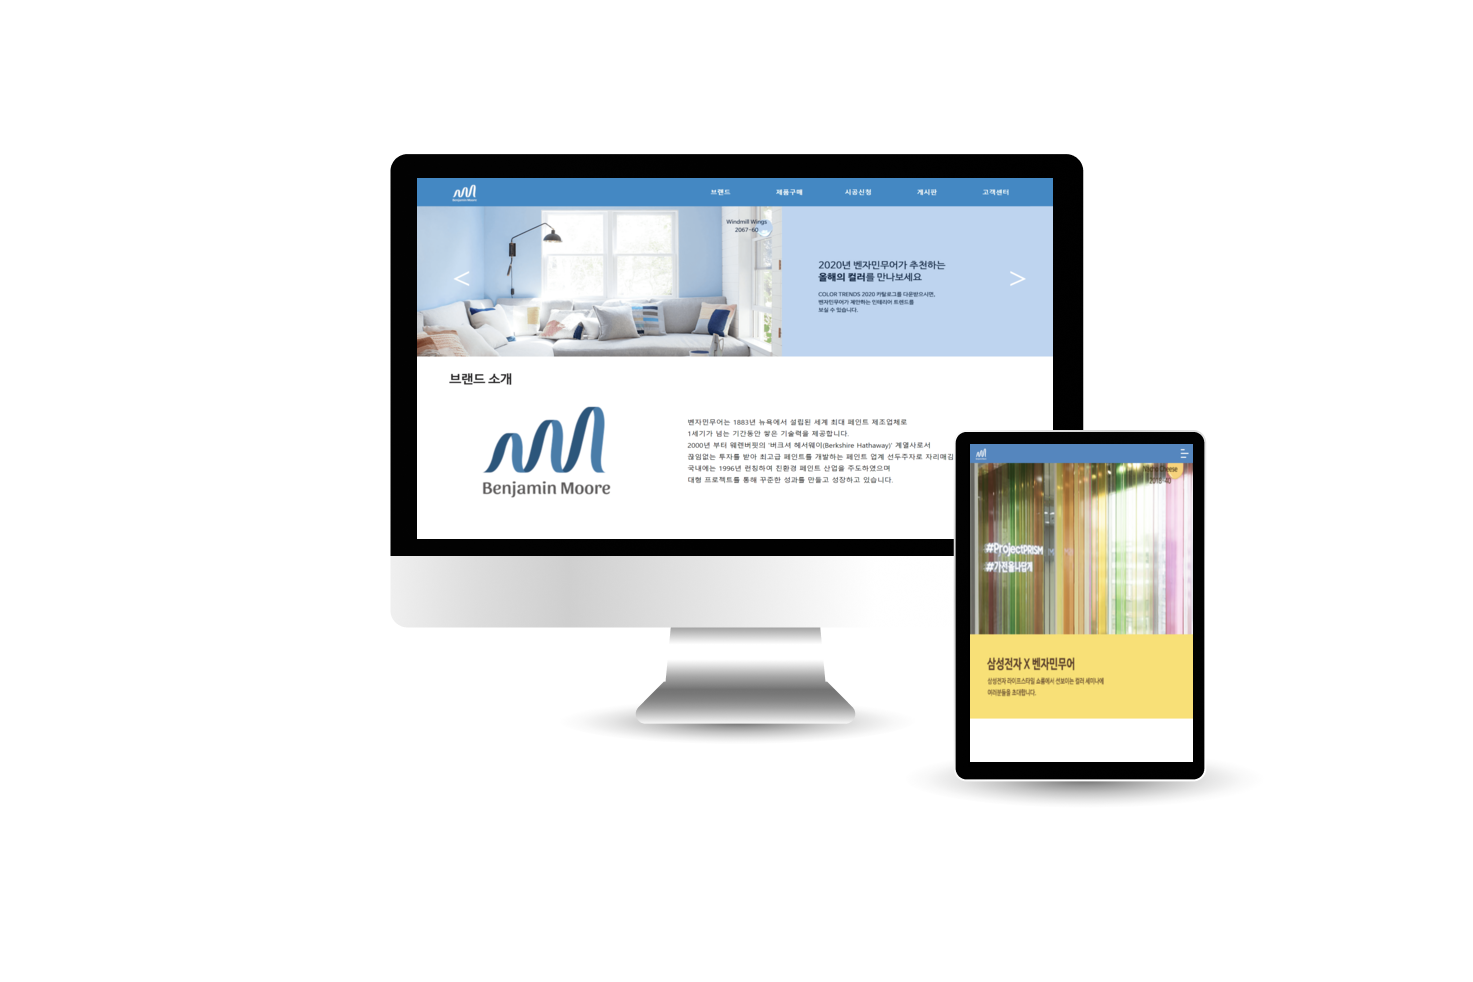 Benjamin Moore
브랜드
제품구매
시공신청
게시판
고객센터
Windmill Wings
2067-60
<
>
2020년 벤자민무어가 추천하는
올해의 컬러를 만나보세요
COLOR TRENDS 2020 카탈로그를 다운받으시면,
벤자민무어가 제안하는 인테리어 트렌드를
보실 수 있습니다.
브랜드 소개
Benjamin Moore
벤자민무어는 1883년 뉴욕에서 설립된 세계 최대 페인트 제조업체로
1세기가 넘는 기간동안 쌓은 기술력을 제공합니다.
2000년 부터 웨렌버핏의 '버크셔 헤서웨이(Berkshire Hathaway)' 계열사로서
끊임없는 투자를 받아 최고급 페인트를 개발하는 페인트 업계 선두주자로 자리매김
국내에는 1996년 런칭하여 친환경 페인트 산업을 주도하였으며
대형 프로젝트를 통해 꾸준한 성과를 만들고 성장하고 있습니다.
#ProjectPRISM
#가전을나답게
삼성전자 X 벤자민무어
삼성전자 라이프스타일 쇼룸에서 선보이는 컬러 세미나에
여러분들을 초대합니다.